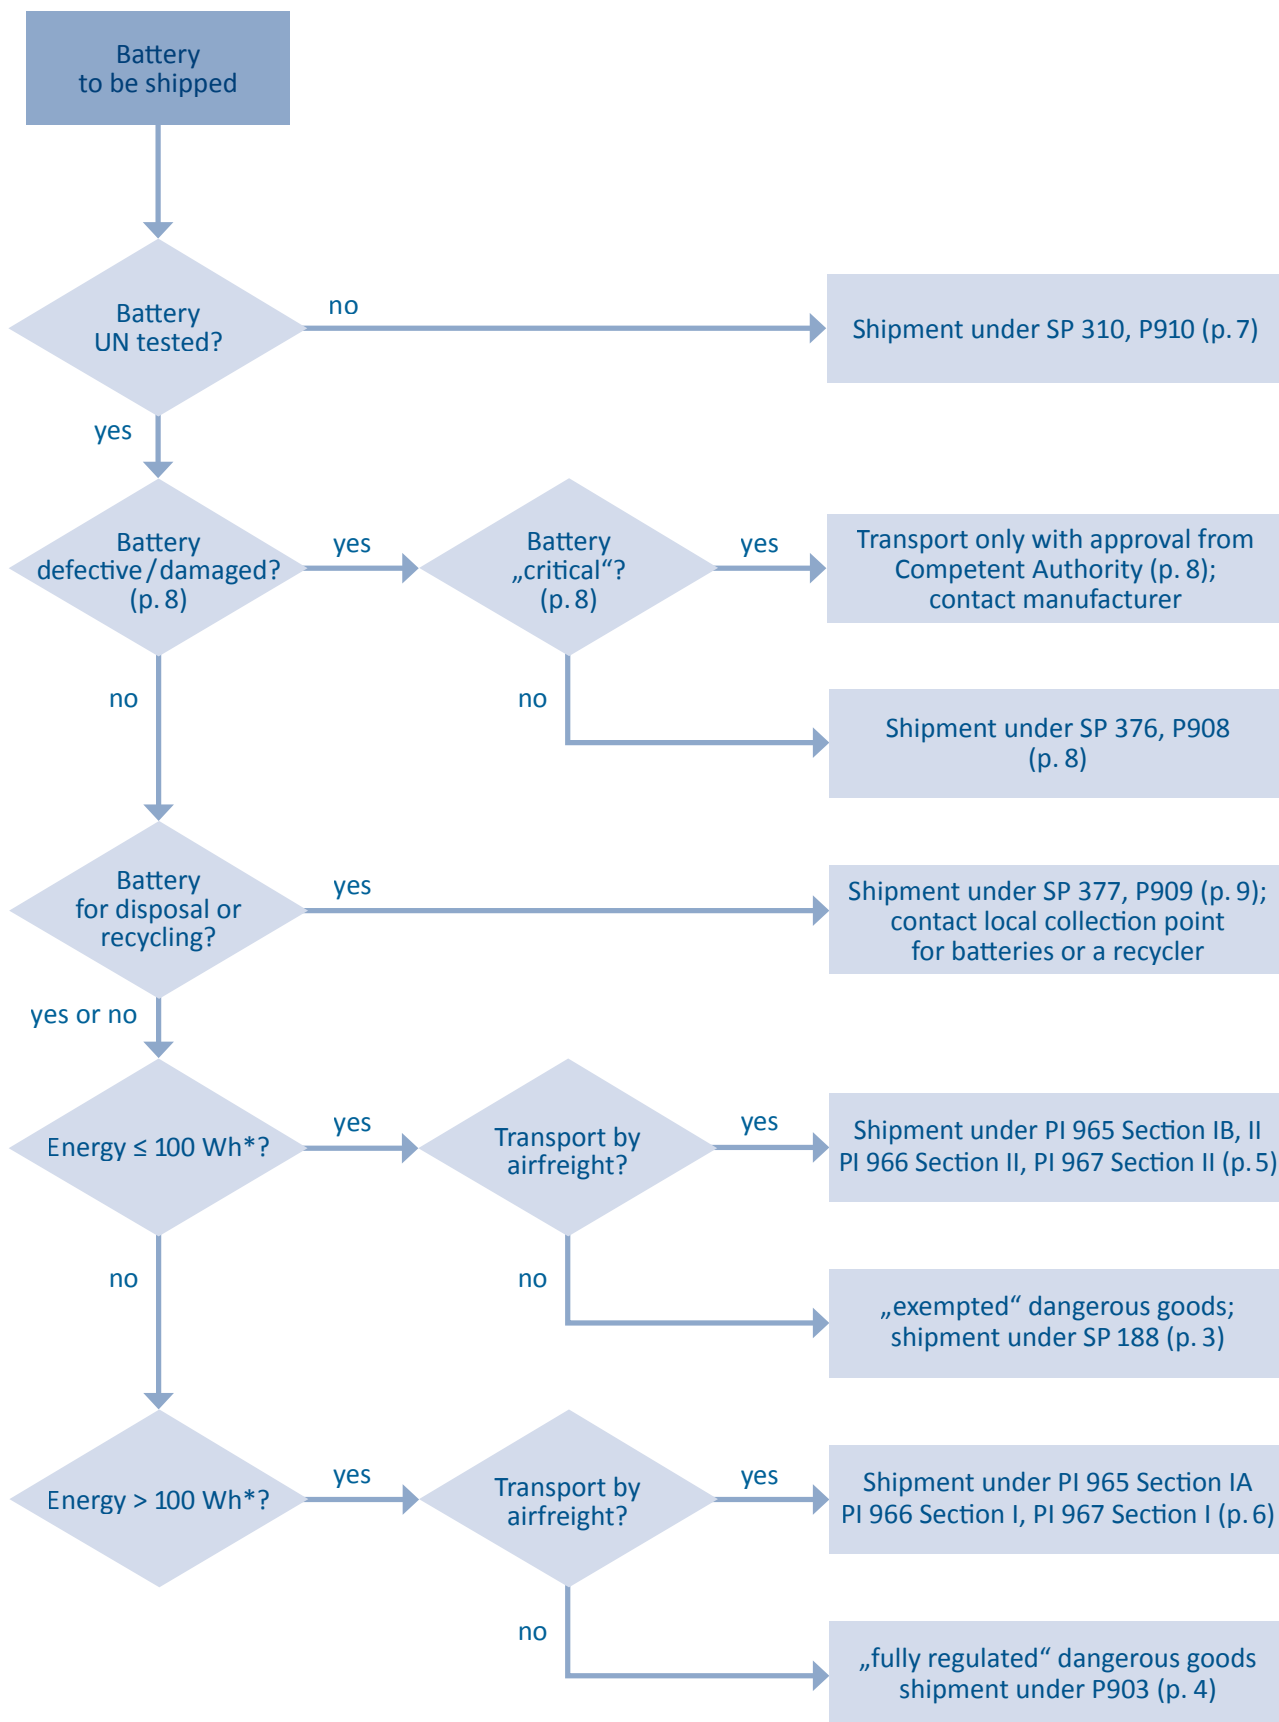 Battery
to be shipped
Battery
UN tested?
no
Shipment under SP 310, P910 (p. 7)
yes
Battery
defective / damaged?
(p. 8)
yes
Battery
„critical“?
(p. 8)
yes
Transport only with approval from
Competent Authority (p. 8);
contact manufacturer
no
no
Shipment under SP 376, P908
(p. 8)
Battery
for disposal or
recycling?
yes
Shipment under SP 377, P909 (p. 9);
contact local collection point
for batteries or a recycler
yes or no
Energy ≤ 100 Wh*?
yes
Transport by
airfreight?
yes
Shipment under PI 965 Section IB, II
PI 966 Section II, PI 967 Section II (p. 5)
no
no
„exempted“ dangerous goods;
shipment under SP 188 (p. 3)
Energy > 100 Wh*?
yes
Transport by
airfreight?
yes
Shipment under PI 965 Section IA
PI 966 Section I, PI 967 Section I (p. 6)
no
„fully regulated“ dangerous goods
shipment under P903 (p. 4)